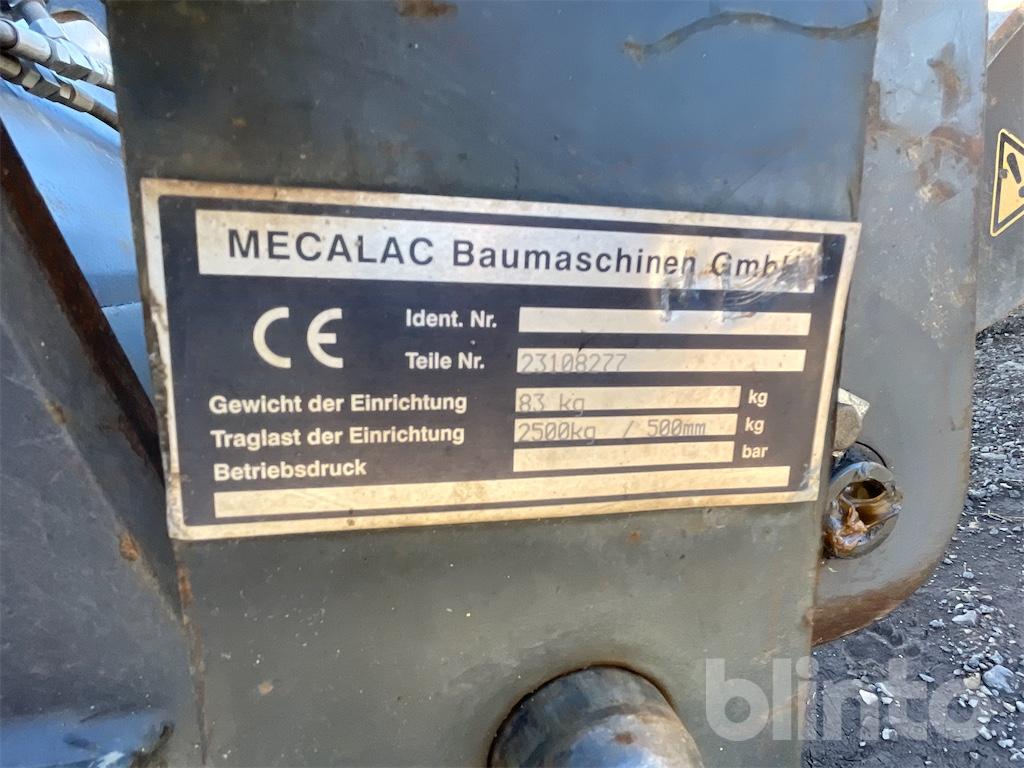 MECALAC Baumaschinen GmbH
CE
Ident. Nr.
Teile Nr. 23108277
Gewicht der Einrichtung 83 kg kg
Traglast der Einrichtung 2500kg / 500mm kg
Betriebsdruck bar
blinto